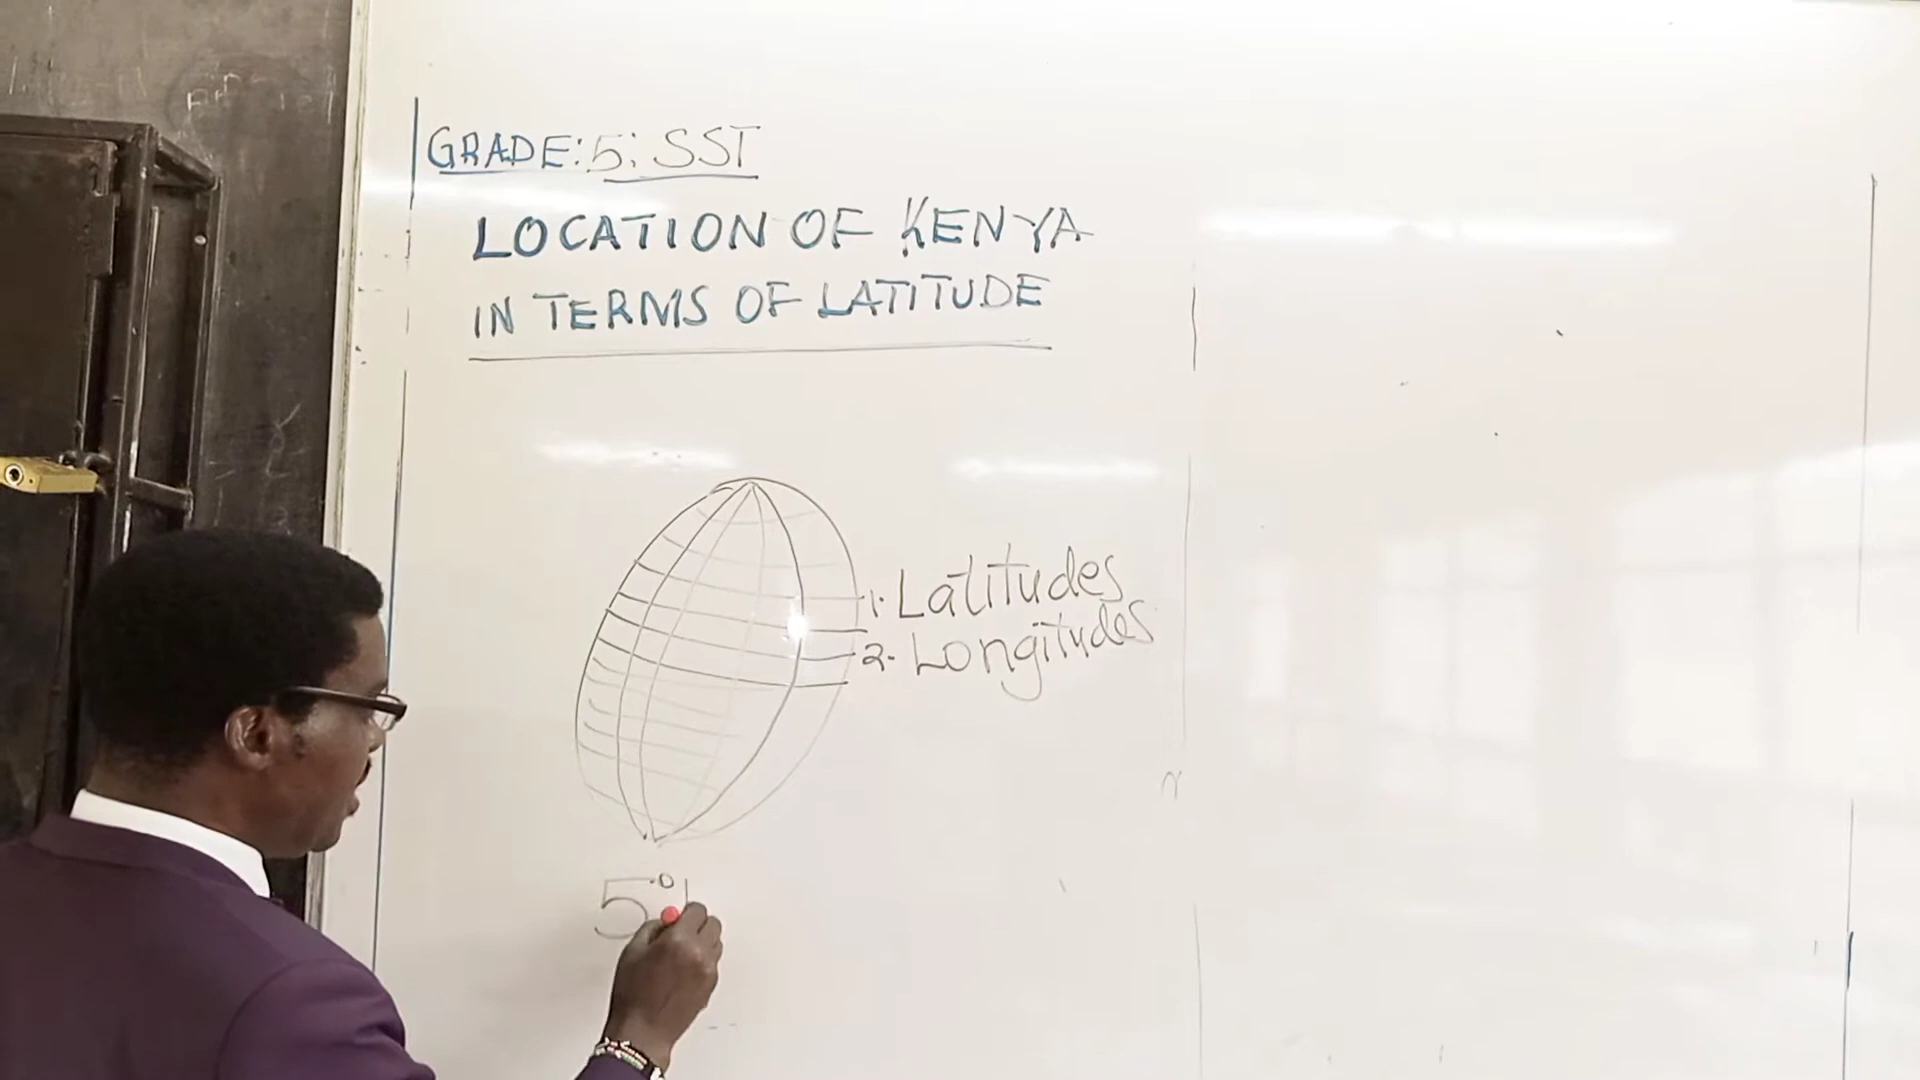 GRADE: 5: SST
LOCATION OF KENYA
IN TERMS OF LATITUDE
1. Latitudes
2. Longitudes
5°